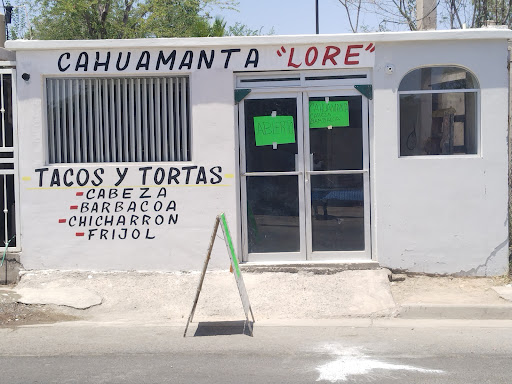 CAHUAMANTA "LORE"
ABIERTO
TACOS Y TORTAS
- CABEZA
- BARBACOA
- CHICHARRON
- FRIJOL